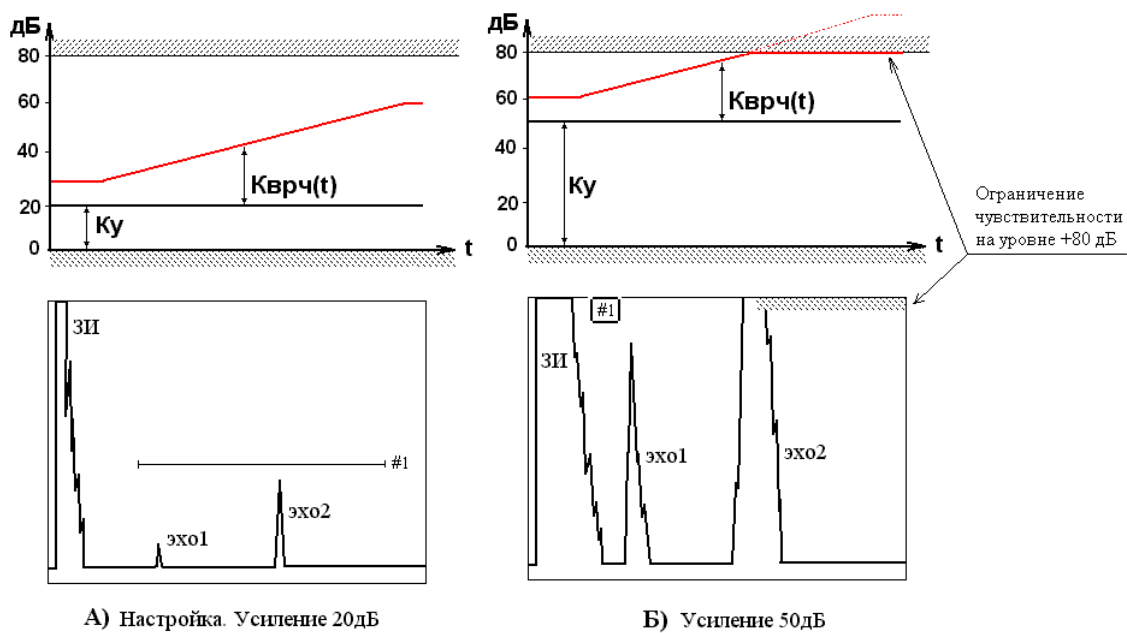 дБ
80
60
40
20
0
Кврч(t)
Ку
t
дБ
80
60
40
20
0
Кврч(t)
Ку
t
Ограничение
чувствительности
на уровне +80 дБ
ЗИ
эхо1
эхо2
#1
А) Настройка. Усиление 20дБ
#1
ЗИ
эхо1
эхо2
Б) Усиление 50дБ